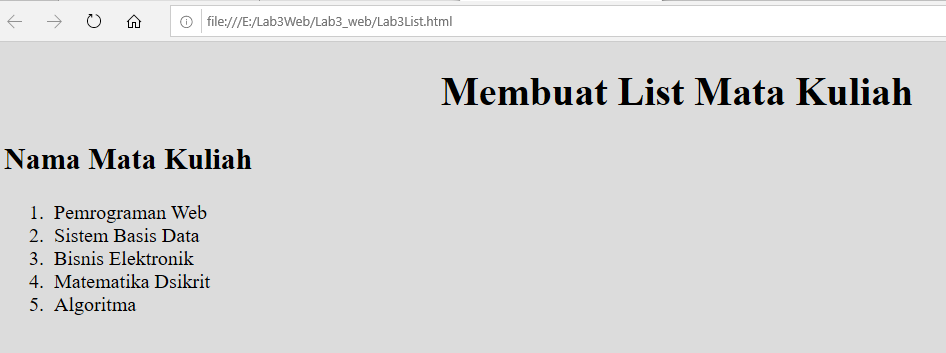 file:///E:/Lab3Web/Lab3_web/Lab3List.html
Membuat List Mata Kuliah
Nama Mata Kuliah
1. Pemrograman Web
2. Sistem Basis Data
3. Bisnis Elektronik
4. Matematika Dsikrit
5. Algoritma